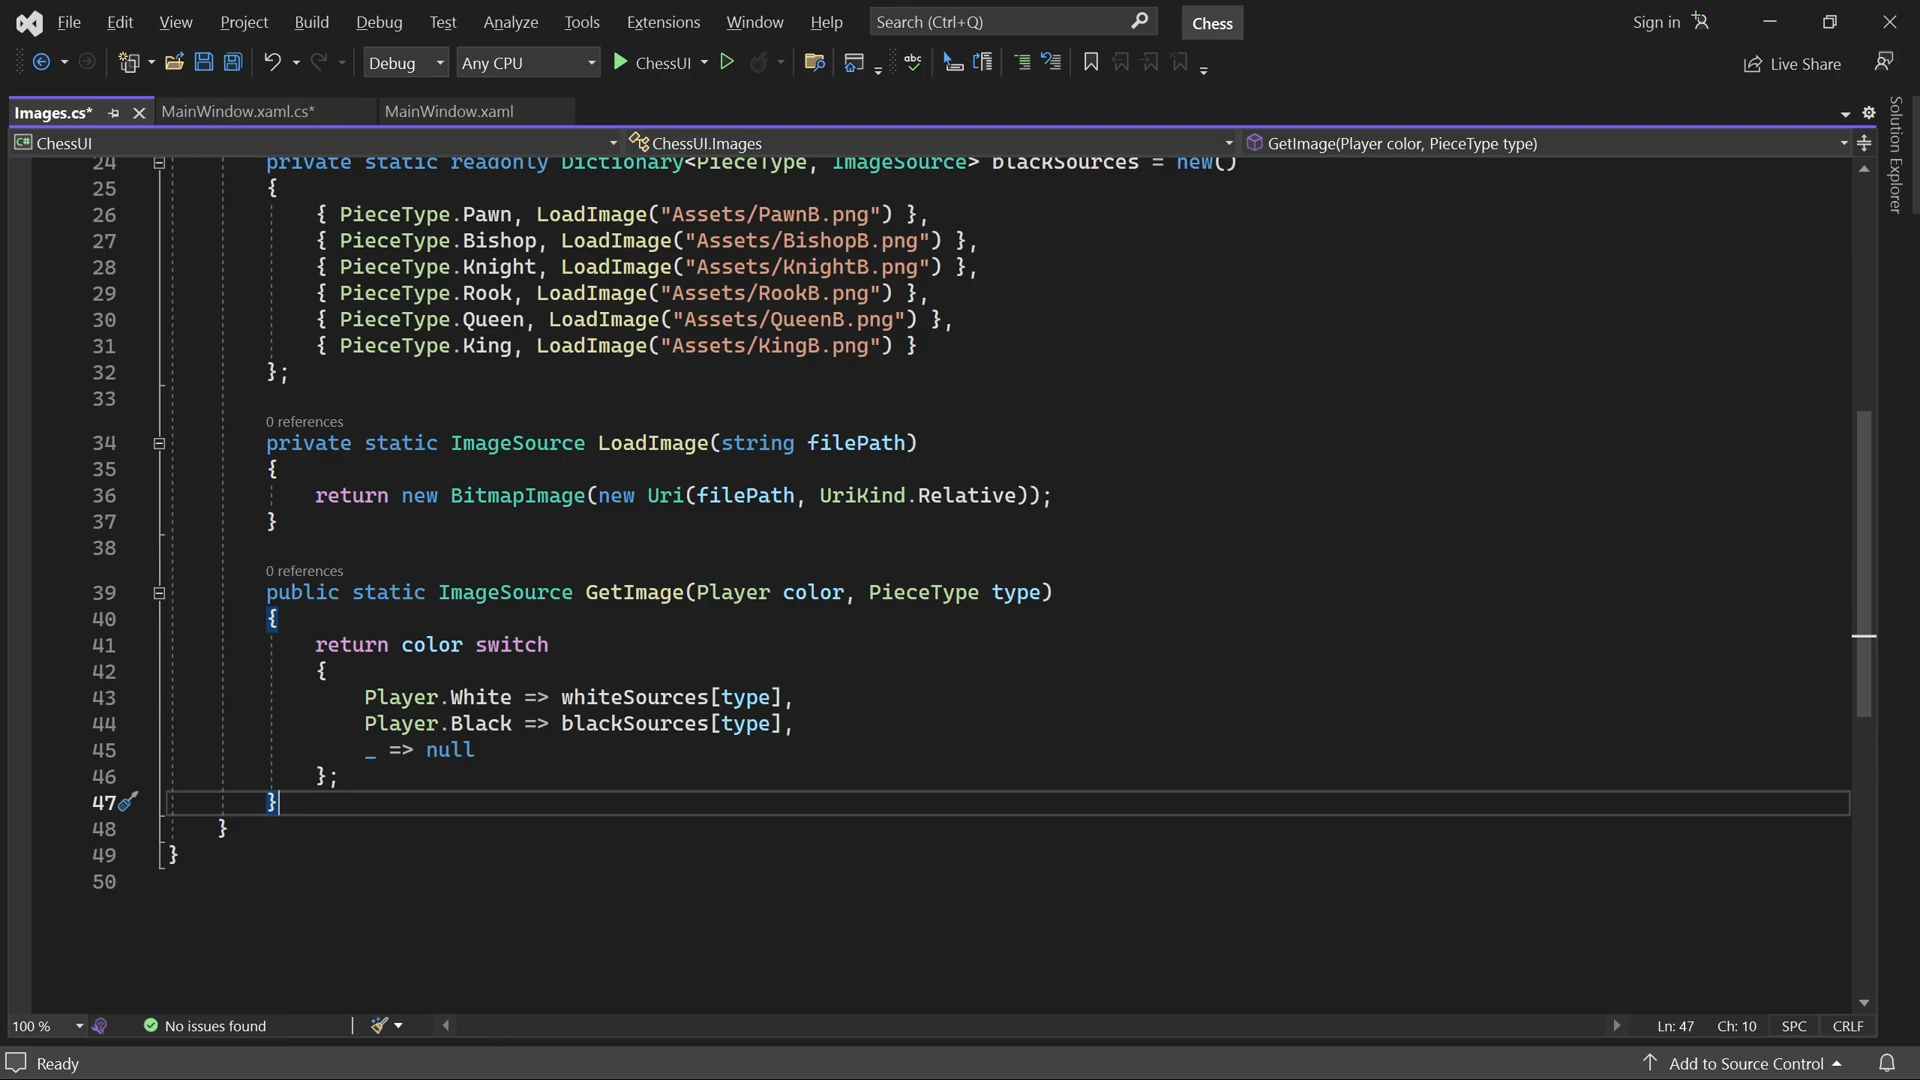 File Edit View Project Build Debug Test Analyze Tools Extensions Window Help Search (Ctrl+Q) Chess Sign in
Debug Any CPU ChessUI Live Share
Images.cs* MainWindow.xaml.cs* MainWindow.xaml
C# ChessUI ChessUI.Images GetImage(Player color, PieceType type)
Solution Explorer
24 private static readonly Dictionary<PieceType, ImageSource> blackSources = new()
25 {
26 { PieceType.Pawn, LoadImage("Assets/PawnB.png") },
27 { PieceType.Bishop, LoadImage("Assets/BishopB.png") },
28 { PieceType.Knight, LoadImage("Assets/KnightB.png") },
29 { PieceType.Rook, LoadImage("Assets/RookB.png") },
30 { PieceType.Queen, LoadImage("Assets/QueenB.png") },
31 { PieceType.King, LoadImage("Assets/KingB.png") }
32 };
33
0 references
34 private static ImageSource LoadImage(string filePath)
35 {
36 return new BitmapImage(new Uri(filePath, UriKind.Relative));
37 }
38
0 references
39 public static ImageSource GetImage(Player color, PieceType type)
40 {
41 return color switch
42 {
43 Player.White => whiteSources[type],
44 Player.Black => blackSources[type],
45 _ => null
46 };
47 }
48 }
49 }
50
100 % No issues found Ln: 47 Ch: 10 SPC CRLF
Ready Add to Source Control